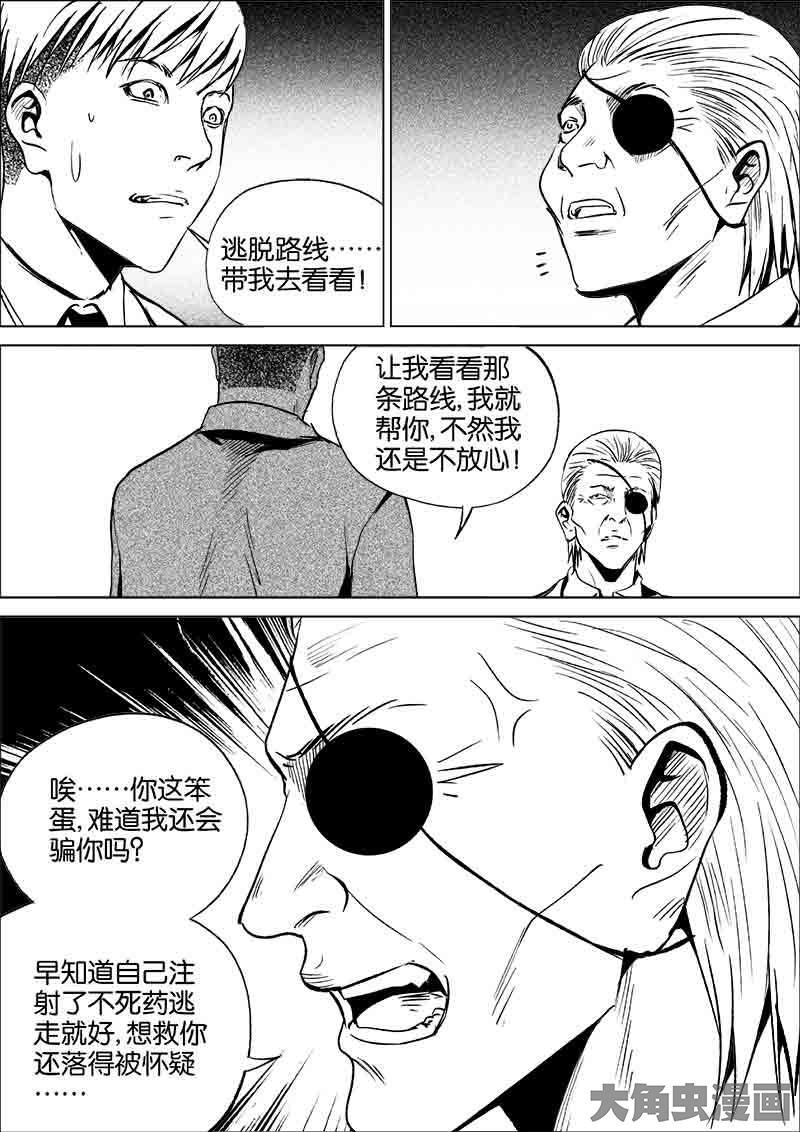 逃脱路线……
带我去看看！
让我看看那
条路线，我就
帮你，不然我
还是不放心！
唉……你这笨
蛋，难道我还会
骗你吗？
早知道自己注
射了不死药逃
走就好，想救你
还落得被怀疑
……
大角虫漫画